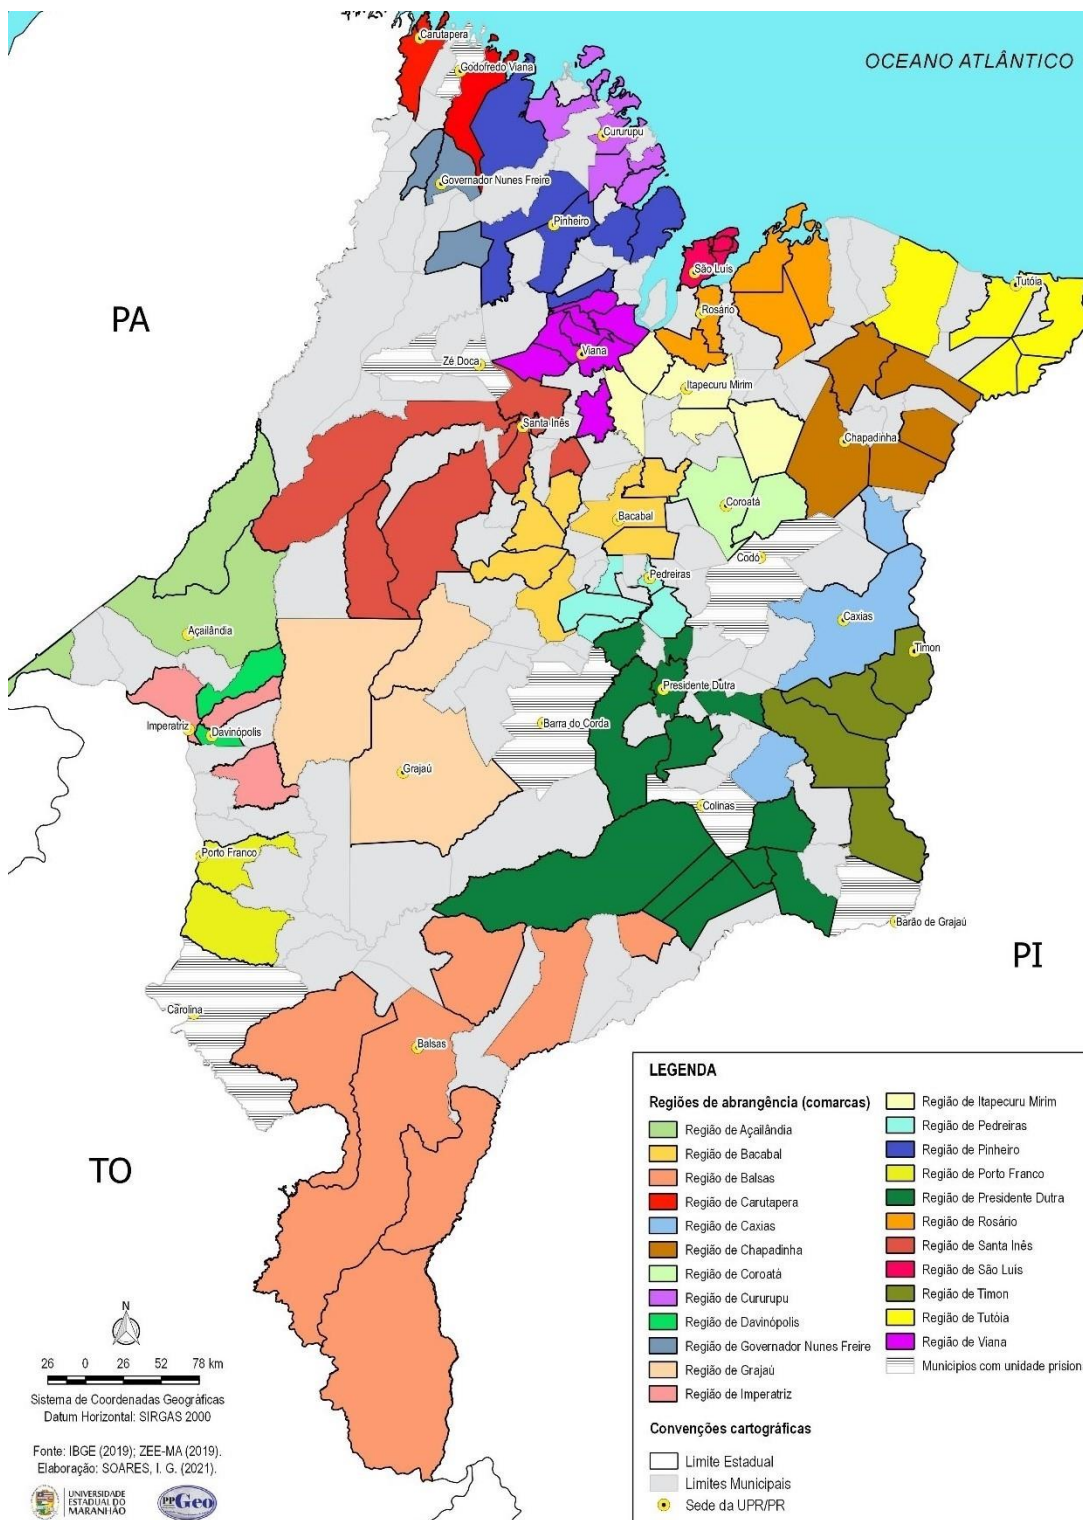 Carutapera
OCEANO ATLÂNTICO
Godofredo Viana
Cururupu
Governador Nunes Freire
Pinheiro
São Luís
Tutóia
PA
Rosário
Viana
Zé Doca
Itapecuru Mirim
Santa Inês
Chapadinha
Coroatá
Bacabal
Codó
Pedreiras
Caxias
Açailândia
Timon
Presidente Dutra
Imperatriz
Davinópolis
Barra do Corda
Grajaú
Colinas
Porto Franco
Barão de Grajaú
PI
Carolina
Balsas
TO
LEGENDA
Regiões de abrangência (comarcas)
Região de Açailândia
Região de Bacabal
Região de Balsas
Região de Carutapera
Região de Caxias
Região de Chapadinha
Região de Coroatá
Região de Cururupu
Região de Davinópolis
Região de Governador Nunes Freire
Região de Grajaú
Região de Imperatriz
Região de Itapecuru Mirim
Região de Pedreiras
Região de Pinheiro
Região de Porto Franco
Região de Presidente Dutra
Região de Rosário
Região de Santa Inês
Região de São Luís
Região de Timon
Região de Tutóia
Região de Viana
Municipios com unidade prision
Convenções cartográficas
Limite Estadual
Limites Municipais
Sede da UPR/PR
N
26 0 26 52 78 km
Sistema de Coordenadas Geográficas
Datum Horizontal: SIRGAS 2000
Fonte: IBGE (2019); ZEE-MA (2019).
Elaboração: SOARES, I. G. (2021).
UNIVERSIDADE
ESTADUAL DO
MARANHÃO
PPGeo